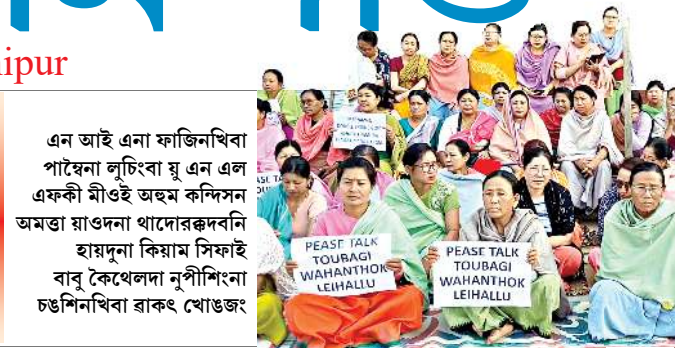 ipur
এন আই এনা ফাজিনখিবা
পাম্বৈনা লুচিংবা য়ু এন এল
এফকী মীওই অহুম কন্দিসন
অমত্তা য়াওদনা থাদোরক্কদবনি
হায়দুনা কিয়াম সিফাই
বাবু কৈথেলদা নুপীশিংনা
চঙশিনখিবা ৱাকৎ খোঙজং
PEASE TALK
TOUBAGI
WAHANTHOK
LEIHALLU
PEASE TALK
TOUBAGI
WAHANTHOK
LEIHALLU